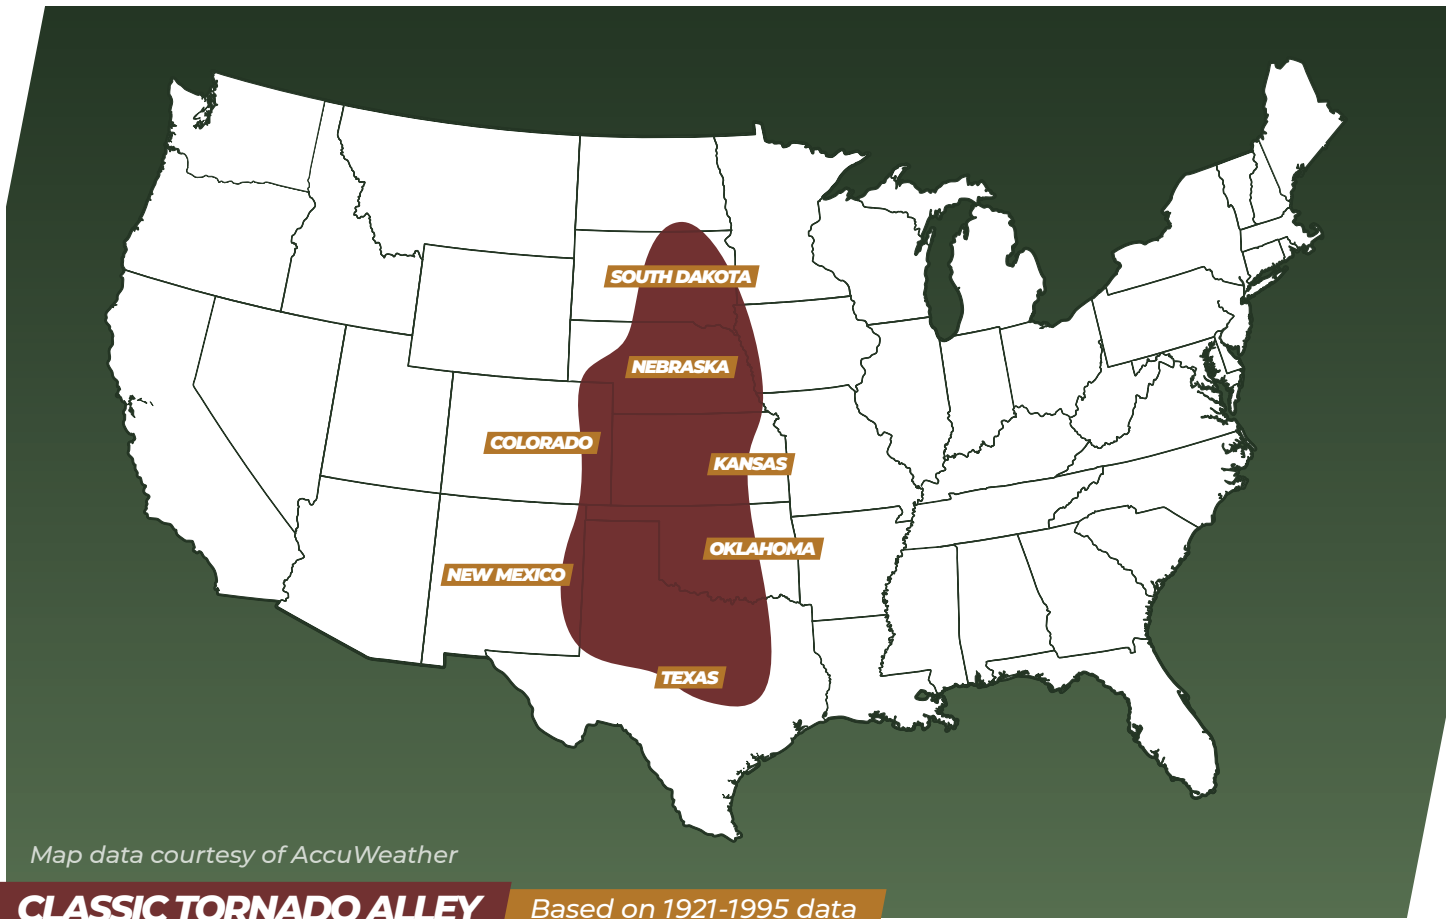 SOUTH DAKOTA
NEBRASKA
COLORADO
KANSAS
OKLAHOMA
NEW MEXICO
TEXAS
Map data courtesy of AccuWeather
CLASSIC TORNADO ALLEY
Based on 1921-1995 data